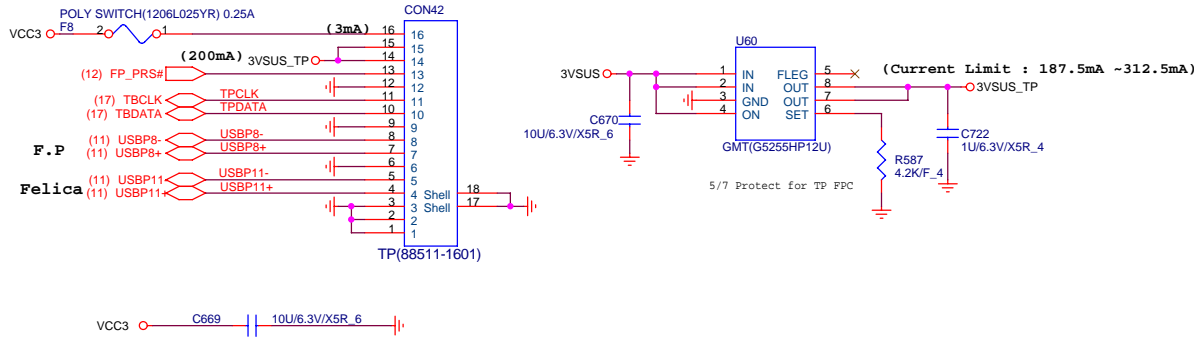 POLY SWITCH(1206L025YR) 0.25A
F8
VCC3
2
1
(3mA)
CON42
16
16
15
15
(200mA)
3VSUS_TP
14
14
(12) FP_PRS#
13
13
12
12
(17) TBCLK
TPCLK
11
11
(17) TBDATA
TPDATA
10
10
9
9
(11) USBP8-
USBP8-
8
8
F.P
(11) USBP8+
USBP8+
7
7
6
6
Felica
(11) USBP11-
USBP11-
5
5
(11) USBP11+
USBP11+
4
4
Shell
18
3
3
Shell
17
2
2
1
1
TP(88511-1601)
VCC3
C669
10U/6.3V/X5R_6
U60
3VSUS
1
IN
FLEG
5
(Current Limit : 187.5mA ~312.5mA)
2
IN
OUT
8
3VSUS_TP
3
GND
OUT
7
4
ON
SET
6
C670
10U/6.3V/X5R_6
GMT(G5255HP12U)
C722
1U/6.3V//X5R_4
R587
4.2K/F_4
5/7 Protect for TP FPC